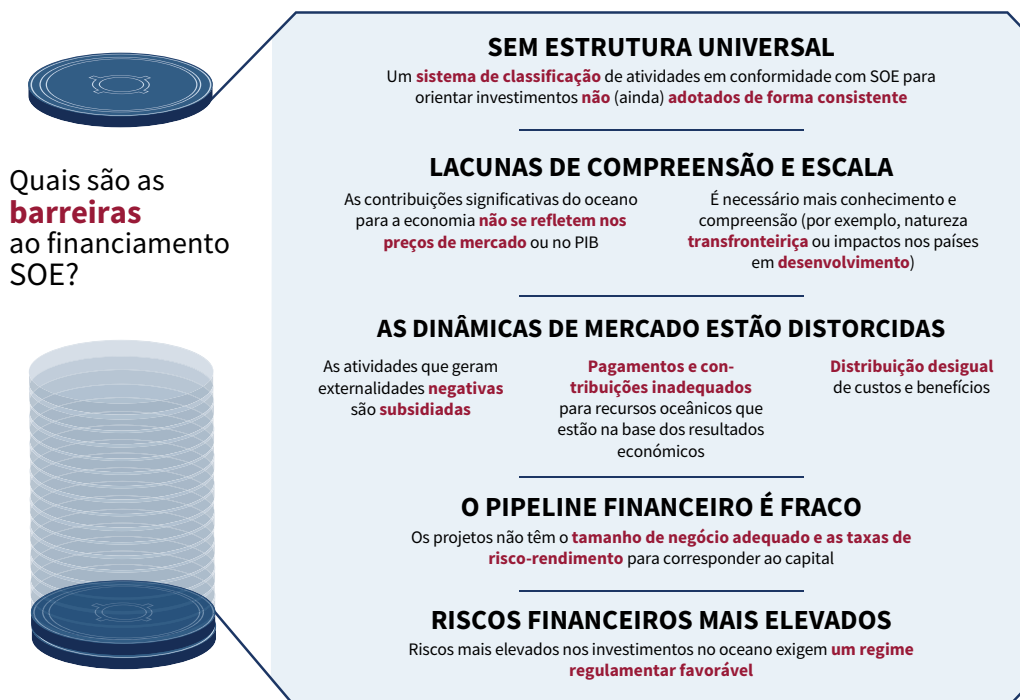 Quais são as
barreiras
ao financiamento
SOE?
SEM ESTRUTURA UNIVERSAL
Um sistema de classificação de atividades em conformidade com SOE para
orientar investimentos não (ainda) adotados de forma consistente
LACUNAS DE COMPREENSÃO E ESCALA
As contribuições significativas do oceano
para a economia não se refletem nos
preços de mercado ou no PIB
É necessário mais conhecimento e
compreensão (por exemplo, natureza
transfronteiriça ou impactos nos países
em desenvolvimento)
AS DINÂMICAS DE MERCADO ESTÃO DISTORCIDAS
As atividades que geram
externalidades negativas
são subsidiadas
Pagamentos e con-
tribuições inadequados
para recursos oceânicos que
estão na base dos resultados
económicos
Distribuição desigual
de custos e benefícios
O PIPELINE FINANCEIRO É FRACO
Os projetos não têm o tamanho de negócio adequado e as taxas de
risco-rendimento para corresponder ao capital
RISCOS FINANCEIROS MAIS ELEVADOS
Riscos mais elevados nos investimentos no oceano exigem um regime
regulamentar favorável